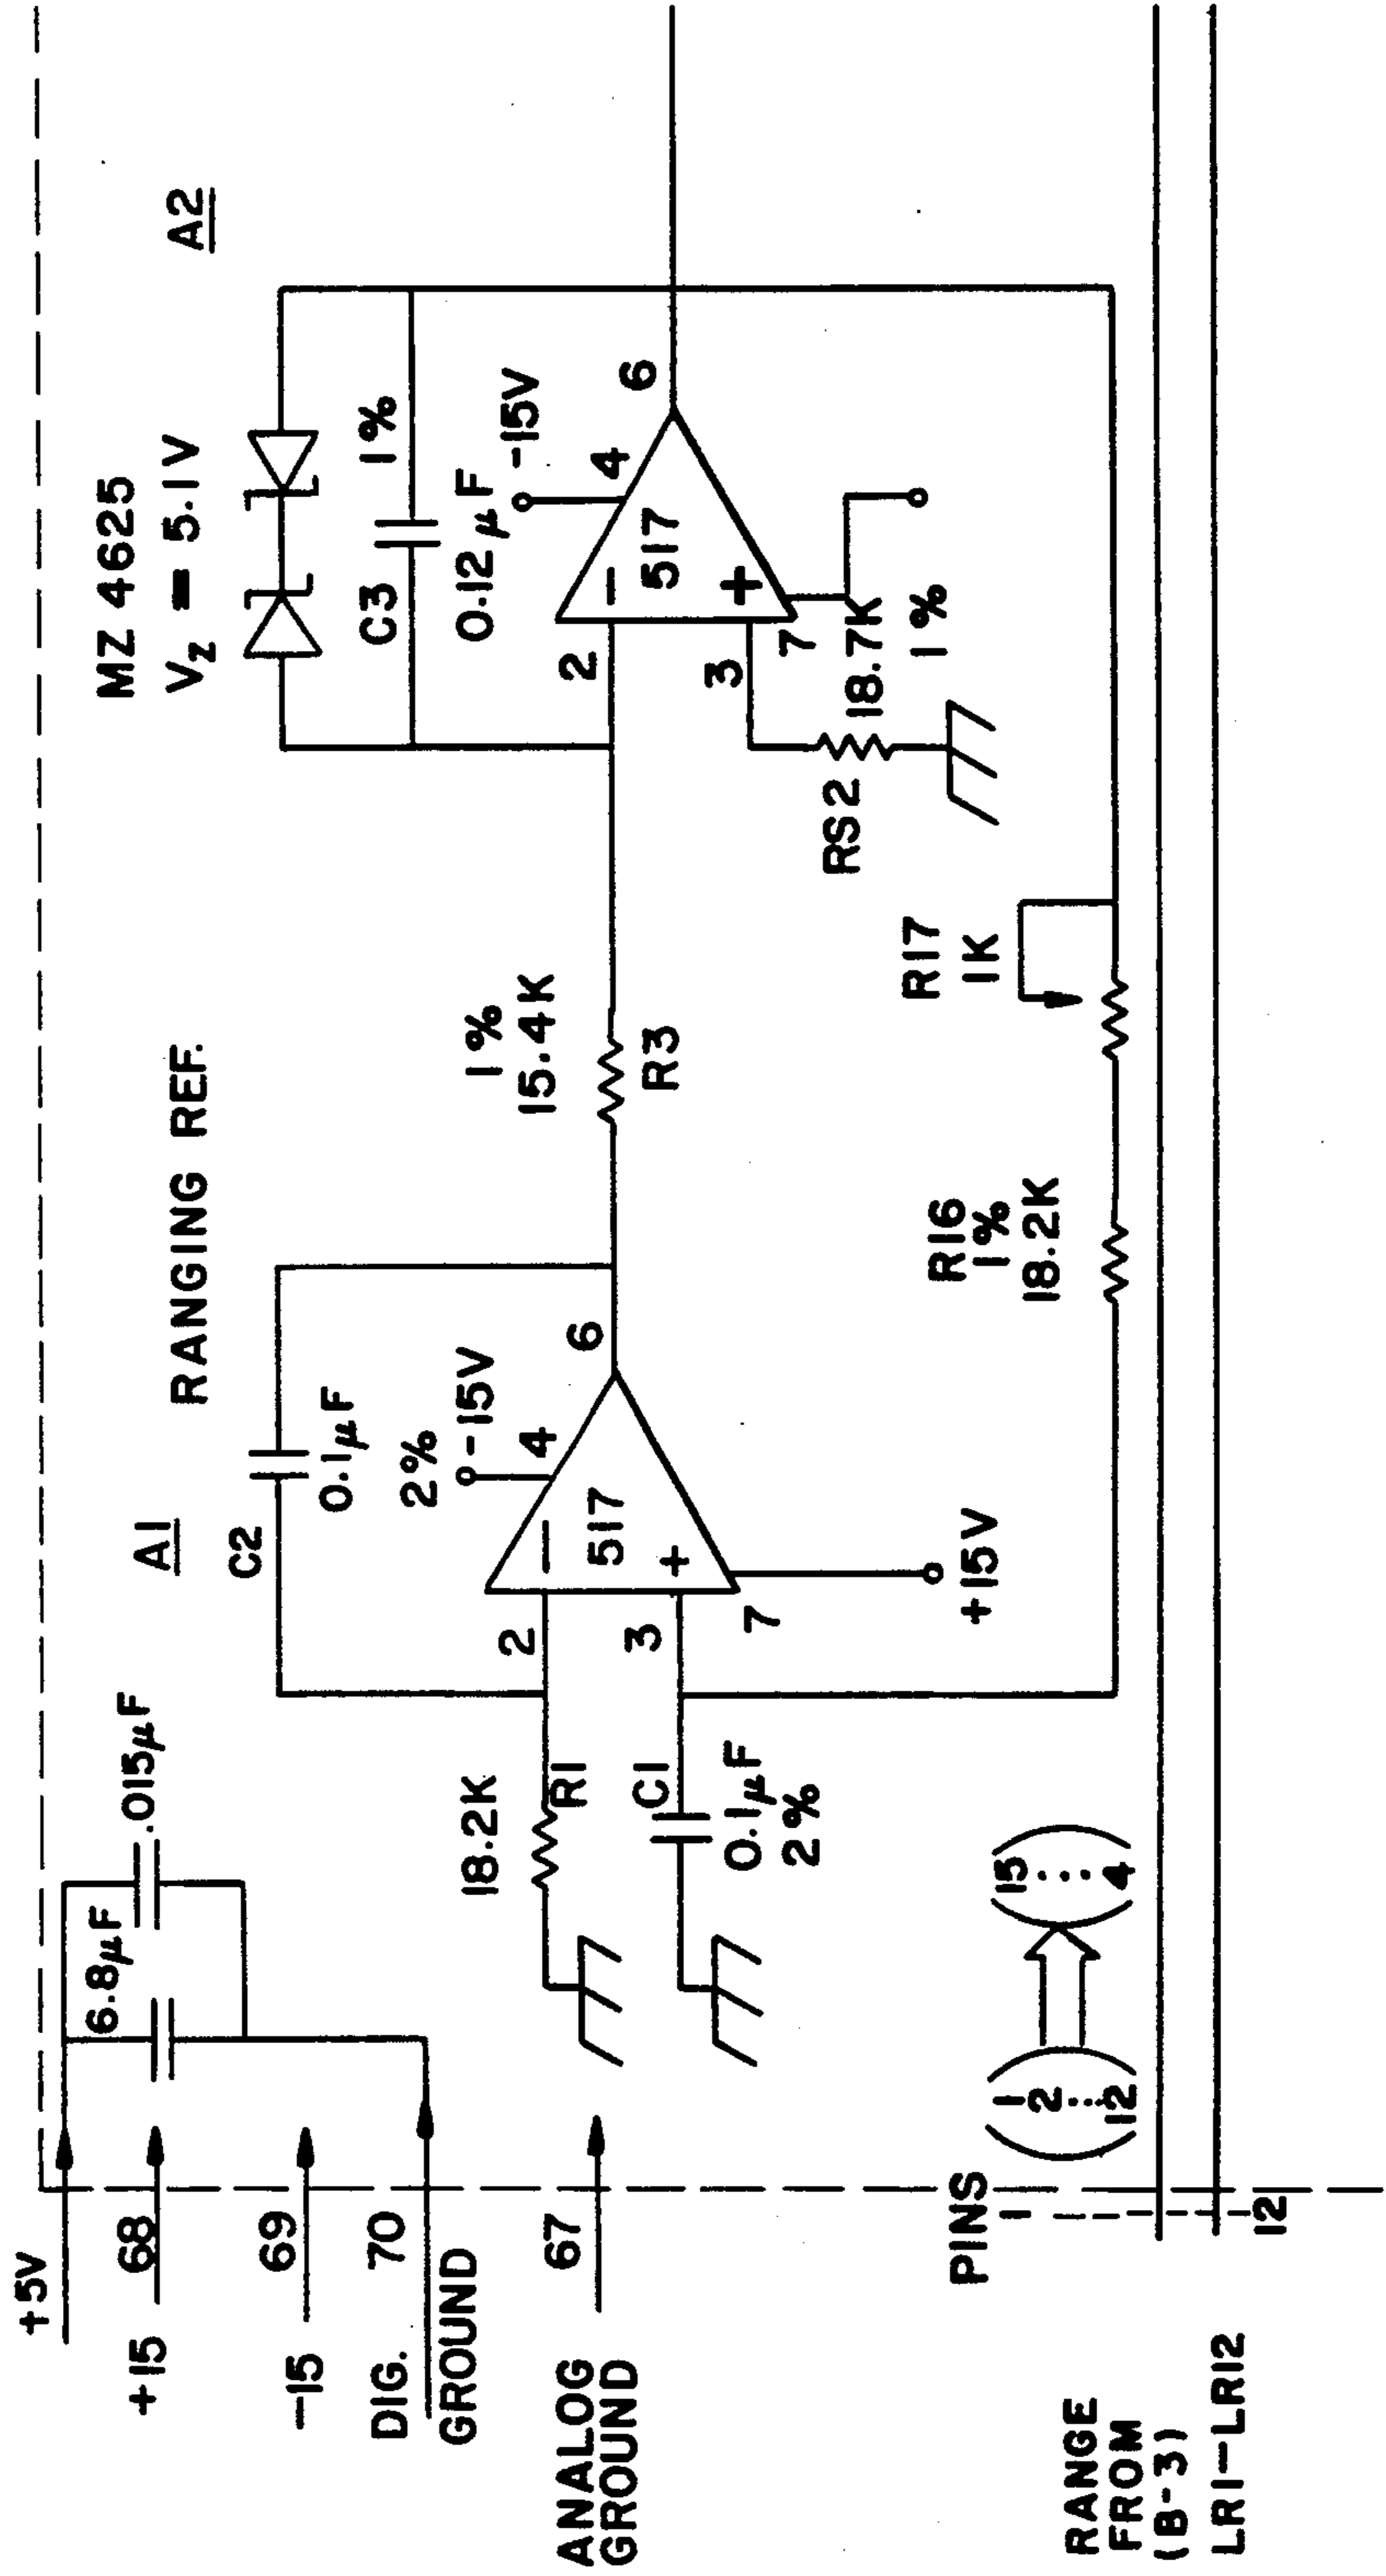 +5V
+15 68
-15 69
DIG. 70
GROUND
67
ANALOG
GROUND
6.8μF
.015μF
RANGING REF.
A1
C2
0.1μF
2%
-15V
4
2
517
3
7
6
+15V
18.2K
R1
C1
0.1μF
2%
1%
15.4K
R3
MZ 4625
VZ = 5.1V
A2
C3
1%
0.12μF
-15V
4
2
517
3
7
6
18.7K
1%
RS2
R17
1K
R16
1%
18.2K
PINS
1
12
1
2
...
12
15
...
4
RANGE
FROM
(B-3)
LR1-LR12